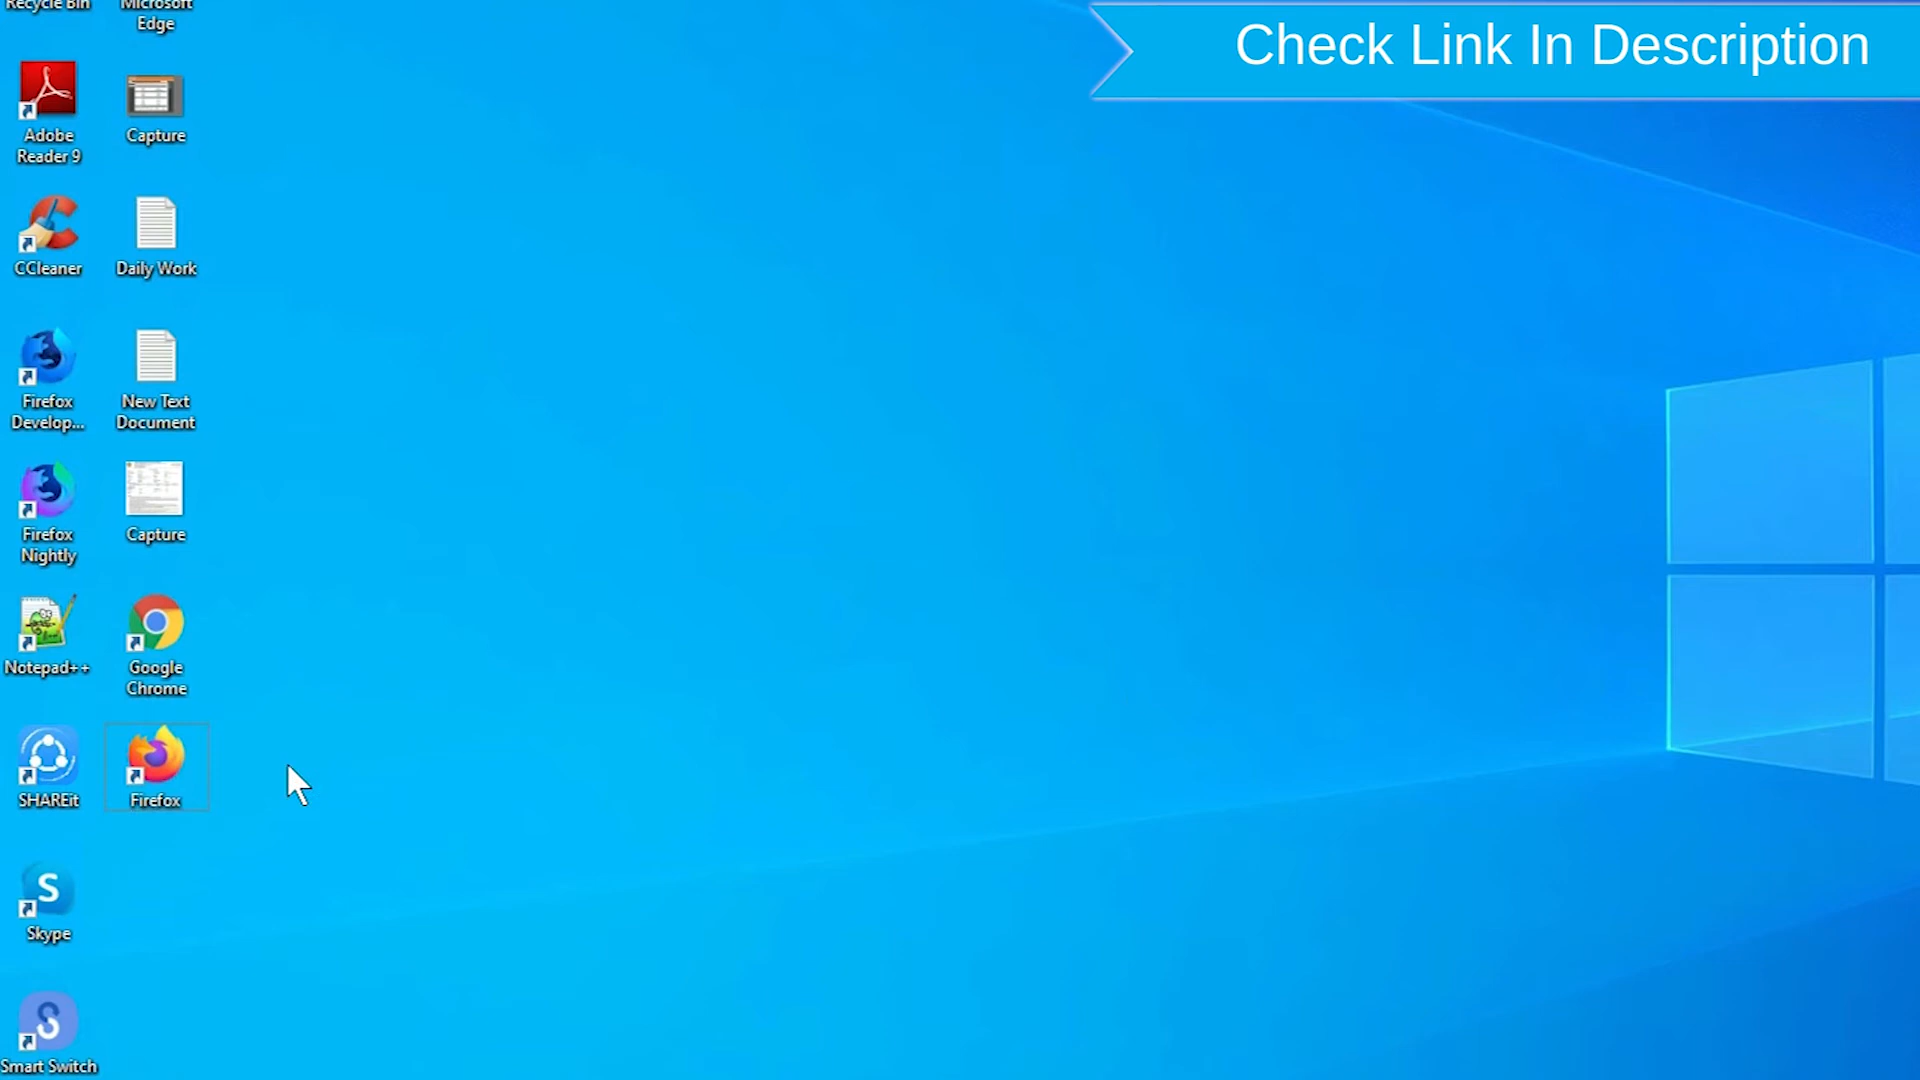 Recycle Bin
Microsoft
Edge
Check Link In Description
Adobe
Reader 9
Capture
CCleaner
Daily Work
Firefox
Develop...
New Text
Document
Firefox
Nightly
Capture
Notepad++
Google
Chrome
SHAREit
Firefox
Skype
Smart Switch